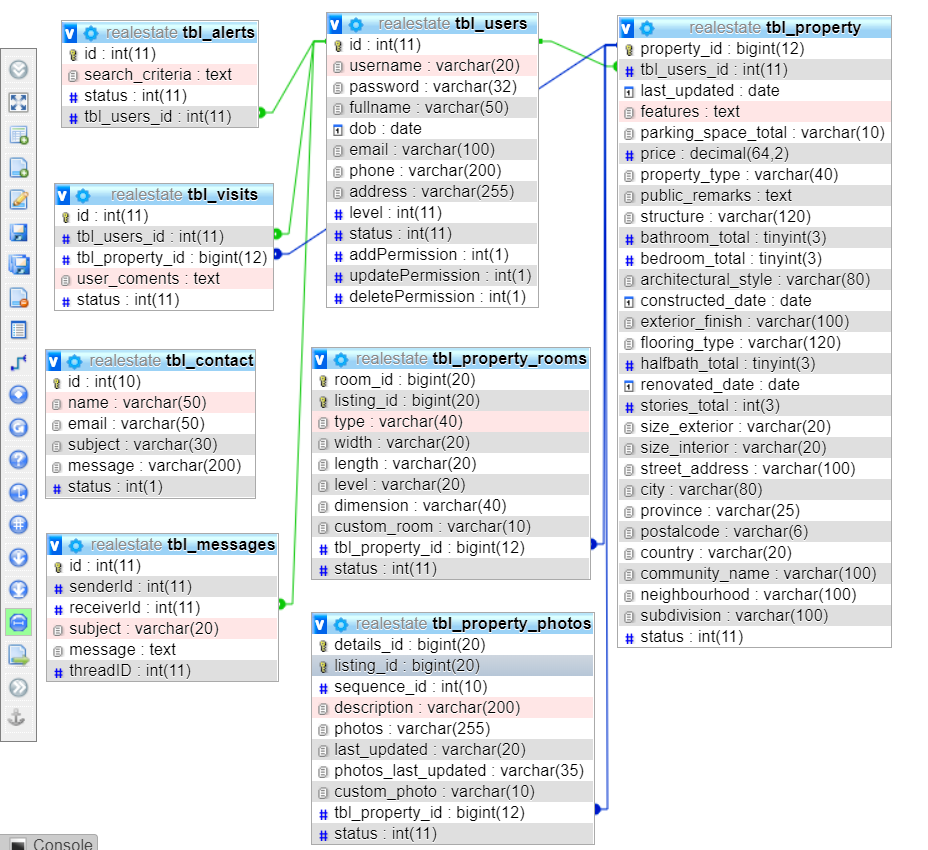 realestate tbl_alerts
id : int(11)
search_criteria : text
status : int(11)
tbl_users_id : int(11)
realestate tbl_visits
id : int(11)
tbl_users_id : int(11)
tbl_property_id : bigint(12)
user_coments : text
status : int(11)
realestate tbl_contact
id : int(10)
name : varchar(50)
email : varchar(50)
subject : varchar(30)
message : varchar(200)
status : int(1)
realestate tbl_messages
id : int(11)
senderId : int(11)
receiverId : int(11)
subject : varchar(20)
message : text
threadID : int(11)
realestate tbl_users
id : int(11)
username : varchar(20)
password : varchar(32)
fullname : varchar(50)
dob : date
email : varchar(100)
phone : varchar(200)
address : varchar(255)
level : int(11)
status : int(11)
addPermission : int(1)
updatePermission : int(1)
deletePermission : int(1)
realestate tbl_property_rooms
room_id : bigint(20)
listing_id : bigint(20)
type : varchar(40)
width : varchar(20)
length : varchar(20)
level : varchar(20)
dimension : varchar(40)
custom_room : varchar(10)
tbl_property_id : bigint(12)
status : int(11)
realestate tbl_property_photos
details_id : bigint(20)
listing_id : bigint(20)
sequence_id : int(10)
description : varchar(200)
photos : varchar(255)
last_updated : varchar(20)
photos_last_updated : varchar(35)
custom_photo : varchar(10)
tbl_property_id : bigint(12)
status : int(11)
realestate tbl_property
property_id : bigint(12)
tbl_users_id : int(11)
last_updated : date
features : text
parking_space_total : varchar(10)
price : decimal(64,2)
property_type : varchar(40)
public_remarks : text
structure : varchar(120)
bathroom_total : tinyint(3)
bedroom_total : tinyint(3)
architectural_style : varchar(80)
constructed_date : date
exterior_finish : varchar(100)
flooring_type : varchar(120)
halfbath_total : tinyint(3)
renovated_date : date
stories_total : int(3)
size_exterior : varchar(20)
size_interior : varchar(20)
street_address : varchar(100)
city : varchar(80)
province : varchar(25)
postalcode : varchar(6)
country : varchar(20)
community_name : varchar(100)
neighbourhood : varchar(100)
subdivision : varchar(100)
status : int(11)
Console